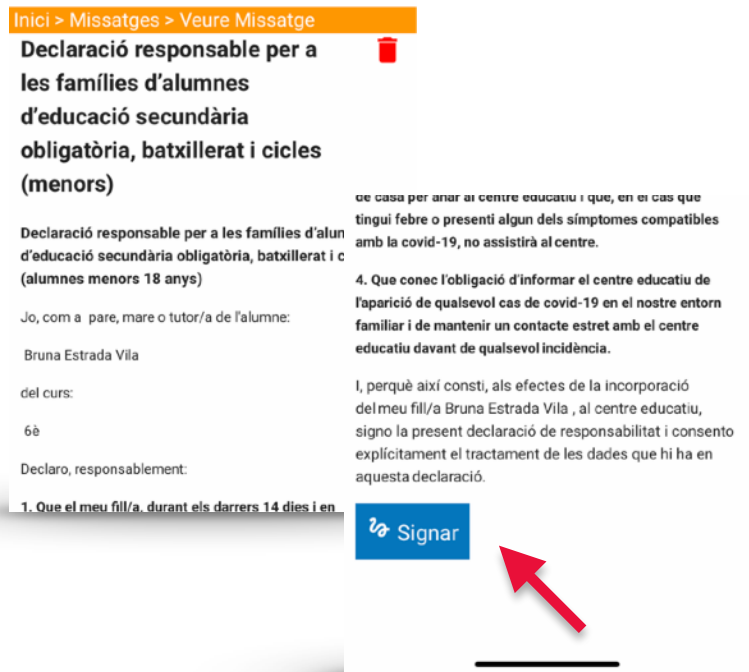 Inici > Missatges > Veure Missatge
Declaració responsable per a
les famílies d'alumnes
d'educació secundària
obligatòria, batxillerat i cicles
(menors)
Declaració responsable per a les famílies d'alun
d'educació secundària obligatòria, batxillerat i c
(alumnes menors 18 anys)
Jo, com a pare, mare o tutor/a de l'alumne:
Bruna Estrada Vila
del curs:
6è
Declaro, responsablement:
1. Que el meu fill/a, durant els darrers 14 dies i en
de casa per anar al centre educatiu i que, en el cas que
tingui febre o presenti algun dels símptomes compatibles
amb la covid-19, no assistirà al centre.
4. Que conec l'obligació d'informar el centre educatiu de
l'aparició de qualsevol cas de covid-19 en el nostre entorn
familiar i de mantenir un contacte estret amb el centre
educatiu davant de qualsevol incidència.
I, perquè així consti, als efectes de la incorporació
del meu fill/a Bruna Estrada Vila , al centre educatiu,
signo la present declaració de responsabilitat i consento
explícitament el tractament de les dades que hi ha en
aquesta declaració.
Signar